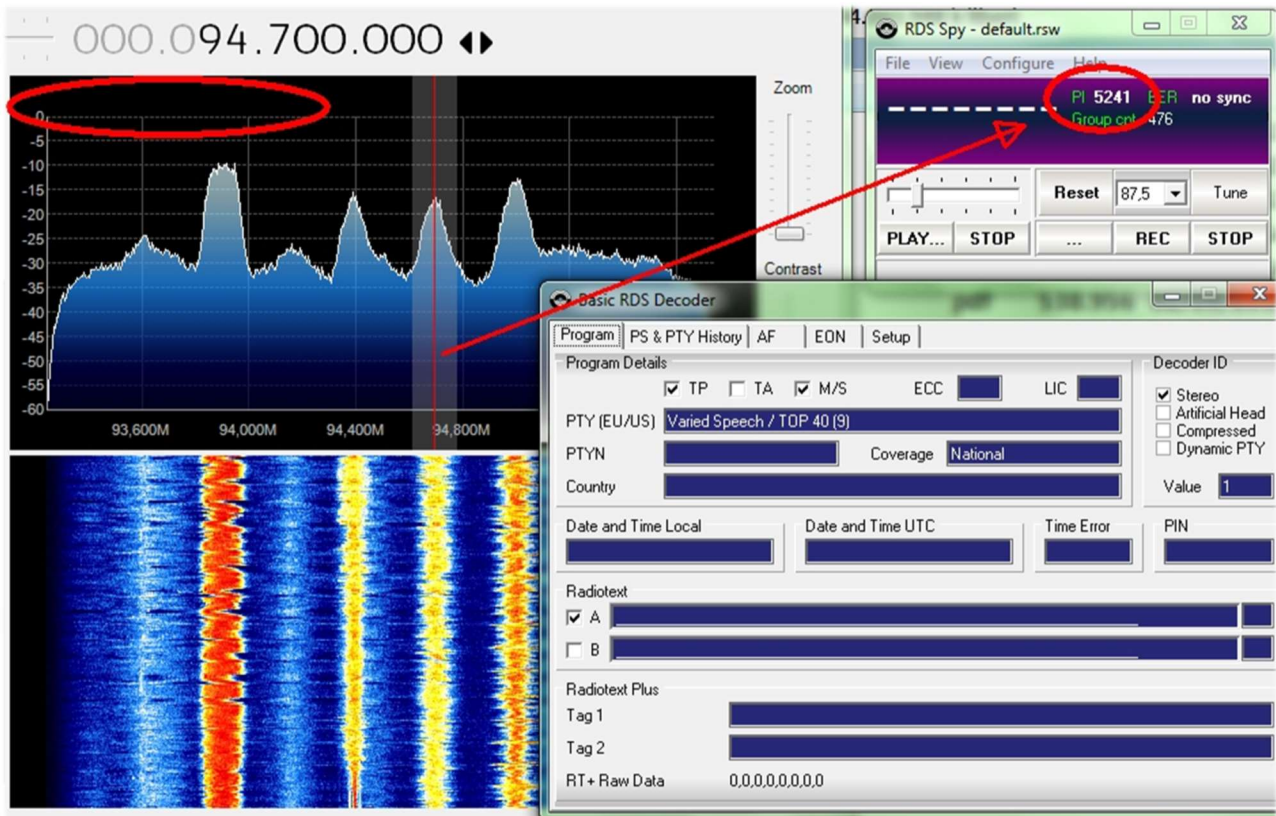 000.094.700.000
Zoom
Contrast
0
-5
-10
-15
-20
-25
-30
-35
-40
-45
-50
-55
-60
93,600M 94,000M 94,400M 94,800M
RDS Spy - default.rsw
File View Configure Help
PI 5241 BER no sync
Group cnt 476
Reset 87,5 Tune
PLAY... STOP ... REC STOP
Basic RDS Decoder
Program PS & PTY History AF EON Setup
Program Details
TP TA M/S ECC LIC
PTY (EU/US) Varied Speech / TOP 40 (9)
PTYN Coverage National
Country
Decoder ID
Stereo
Artificial Head
Compressed
Dynamic PTY
Value 1
Date and Time Local Date and Time UTC Time Error PIN
Radiotext
A
B
Radiotext Plus
Tag 1
Tag 2
RT+ Raw Data 0,0,0,0,0,0,0,0